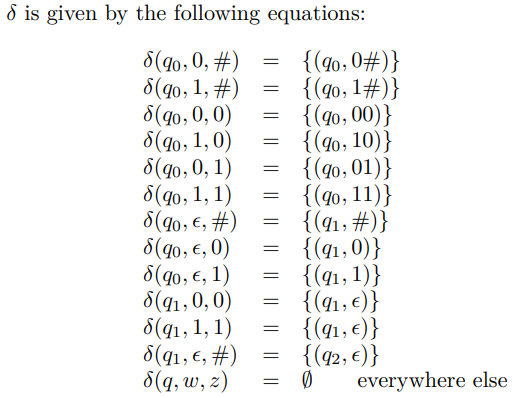 δ is given by the following equations:
δ(q₀, 0, #) = {(q₀, 0#)}
δ(q₀, 1, #) = {(q₀, 1#)}
δ(q₀, 0, 0) = {(q₀, 00)}
δ(q₀, 1, 0) = {(q₀, 10)}
δ(q₀, 0, 1) = {(q₀, 01)}
δ(q₀, 1, 1) = {(q₀, 11)}
δ(q₀, ϵ, #) = {(q₁, #)}
δ(q₀, ϵ, 0) = {(q₁, 0)}
δ(q₀, ϵ, 1) = {(q₁, 1)}
δ(q₁, 0, 0) = {(q₁, ϵ)}
δ(q₁, 1, 1) = {(q₁, ϵ)}
δ(q₁, ϵ, #) = {(q₂, ϵ)}
δ(q, w, z) = ∅ everywhere else